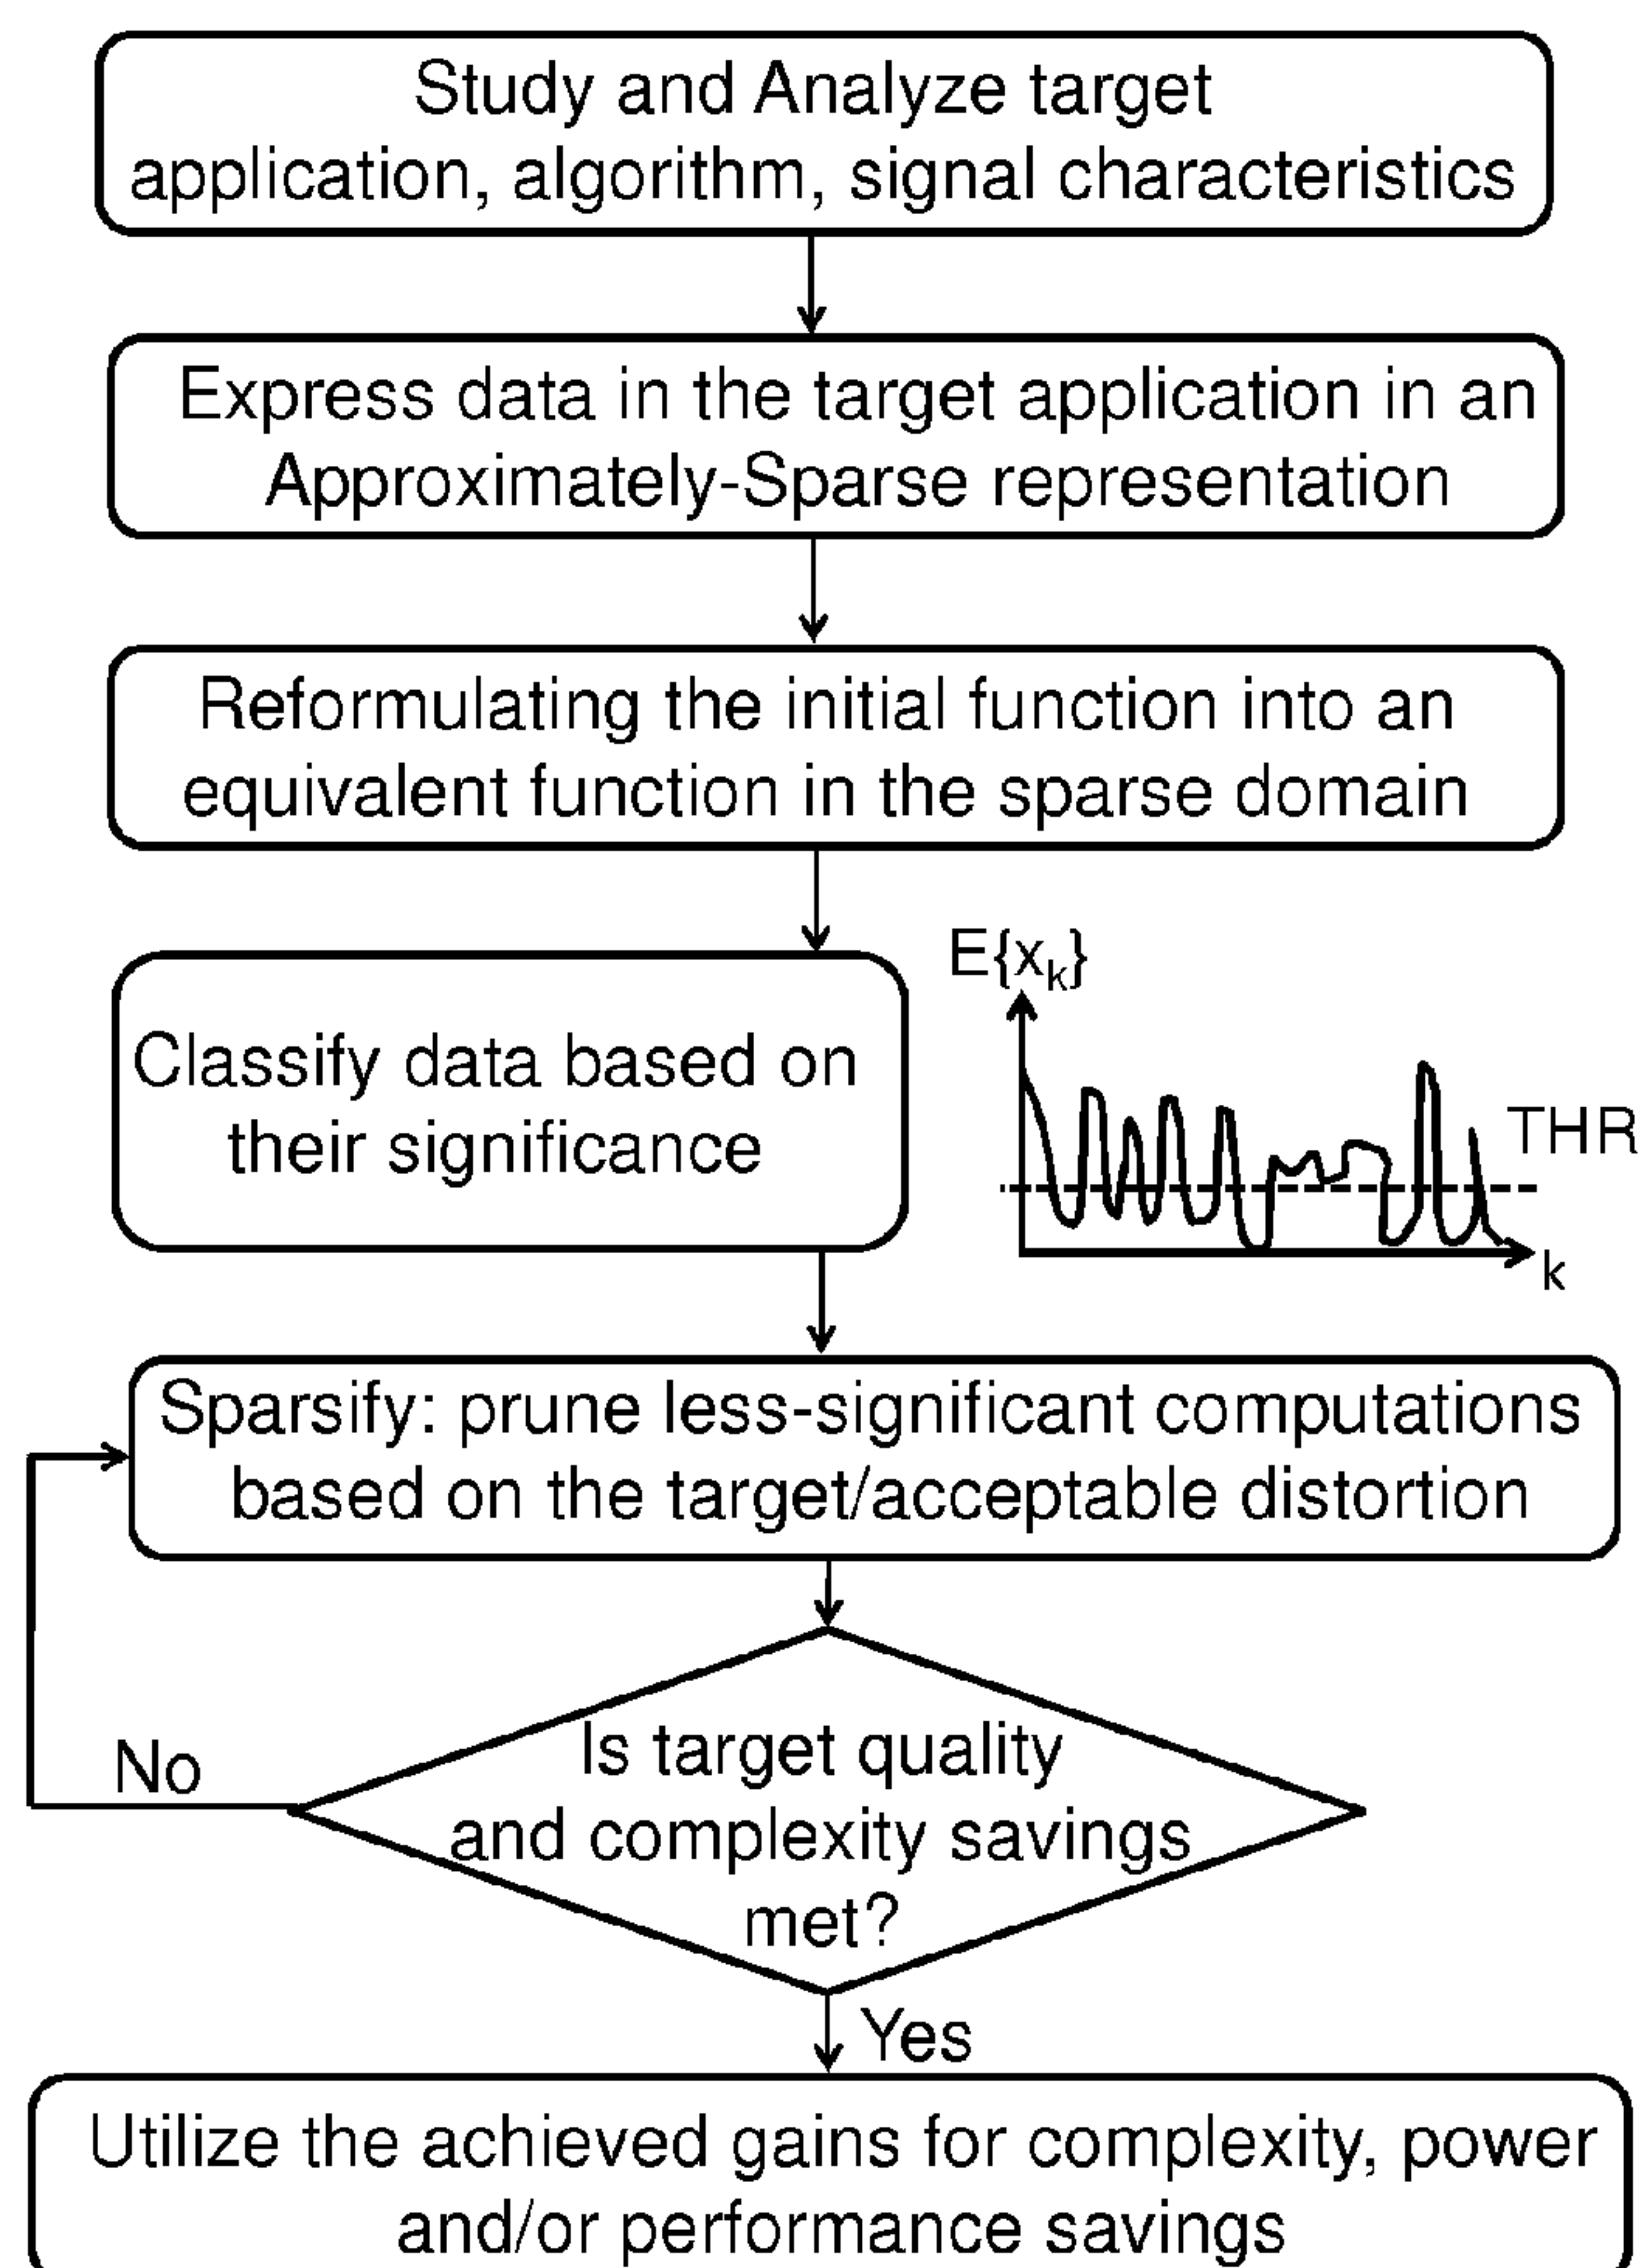 Study and Analyze target
application, algorithm, signal characteristics
Express data in the target application in an
Approximately-Sparse representation
Reformulating the initial function into an
equivalent function in the sparse domain
Classify data based on
their significance
E{xk}
THR
k
Sparsify: prune less-significant computations
based on the target/acceptable distortion
Is target quality
and complexity savings
met?
No
Yes
Utilize the achieved gains for complexity, power
and/or performance savings